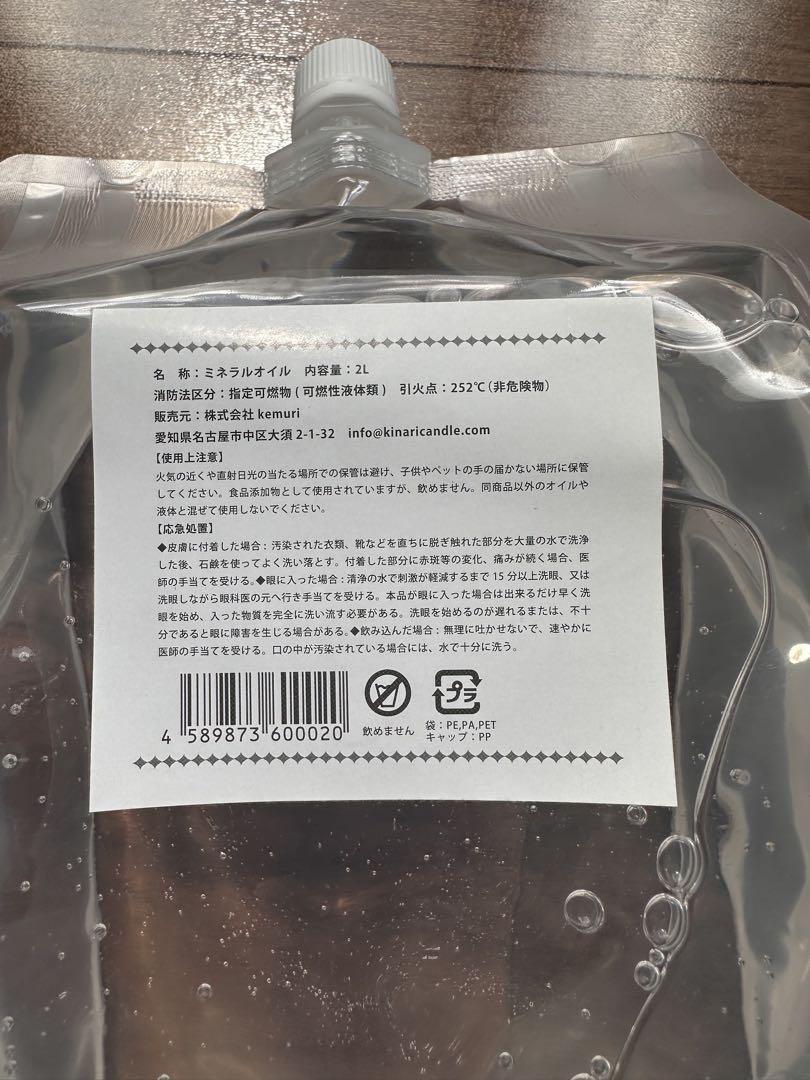 名　称：ミネラルオイル　内容量：2L
消防法区分：指定可燃物 ( 可燃性液体類 )　引火点：252℃（非危険物）
販売元：株式会社 kemuri
愛知県名古屋市中区大須 2-1-32　info@kinaricandle.com
【使用上注意】
火気の近くや直射日光の当たる場所での保管は避け、子供やペットの手の届かない場所に保管
してください。食品添加物として使用されていますが、飲めません。同商品以外のオイルや
液体と混ぜて使用しないでください。
【応急処置】
◆皮膚に付着した場合：汚染された衣類、靴などを直ちに脱ぎ触れた部分を大量の水で洗浄
した後、石鹸を使ってよく洗い落とす。付着した部分に赤斑等の変化、痛みが続く場合、医
師の手当てを受ける。◆眼に入った場合：清浄の水で刺激が軽減するまで 15 分以上洗眼、又は
洗眼しながら眼科医の元へ行き手当てを受ける。本品が眼に入った場合は出来るだけ早く洗
眼を始め、入った物質を完全に洗い流す必要がある。洗眼を始めるのが遅れるまたは、不十
分であると眼に障害を生じる場合がある。◆飲み込んだ場合：無理に吐かせないで、速やかに
医師の手当てを受ける。口の中が汚染されている場合には、水で十分に洗う。
プラ
4 589873 600020
飲めません
袋：PE,PA,PET
キャップ：PP